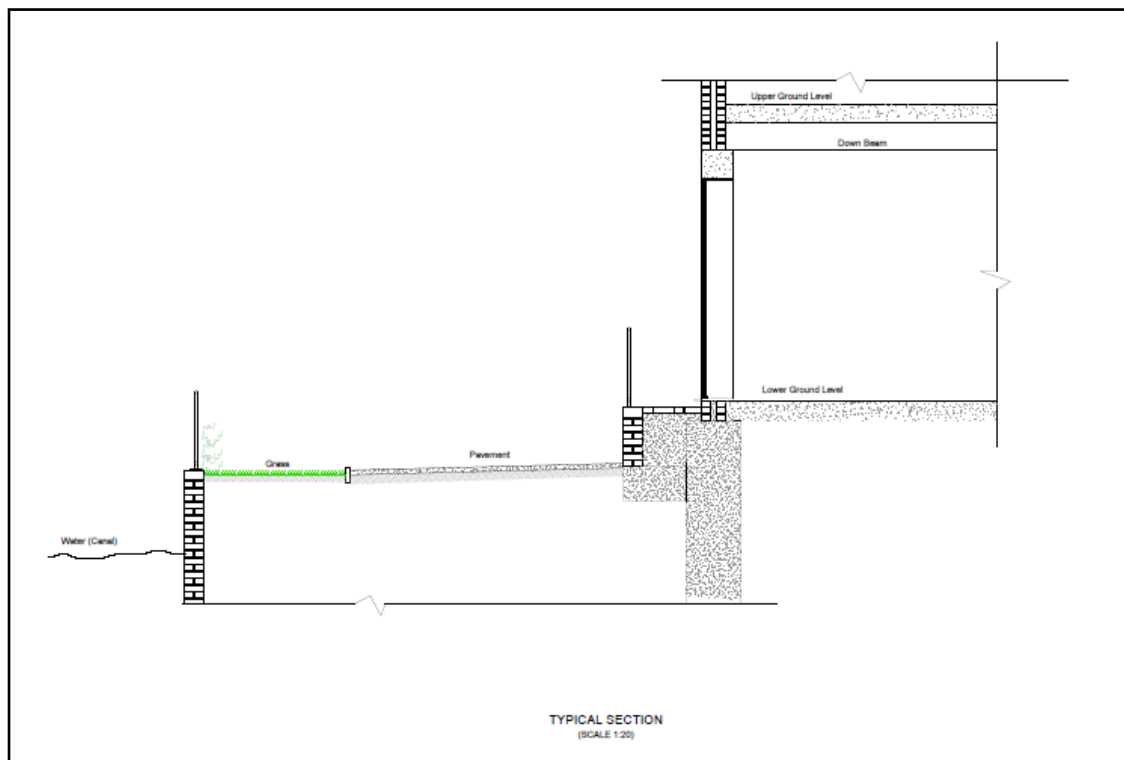 Upper Ground Level
Down Beam
Lower Ground Level
Grass
Pavement
Water (Canal)
TYPICAL SECTION
(SCALE 1:20)